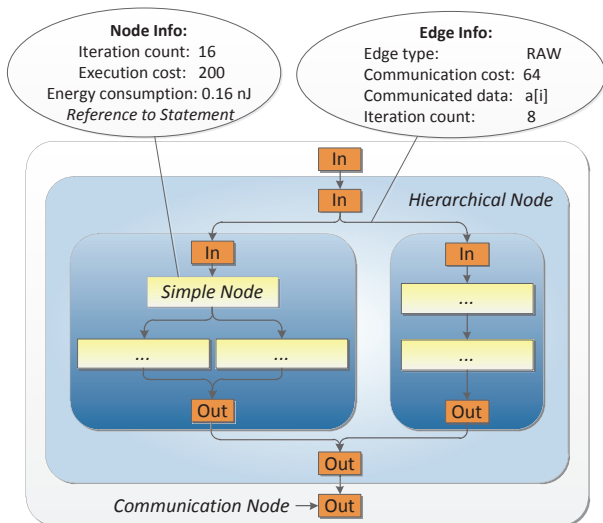 Node Info:
Iteration count: 16
Execution cost: 200
Energy consumption: 0.16 nJ
Reference to Statement
Edge Info:
Edge type: RAW
Communication cost: 64
Communicated data: a[i]
Iteration count: 8
In
In
Hierarchical Node
In
In
Simple Node
...
...
...
...
Out
Out
Out
Communication Node
Out